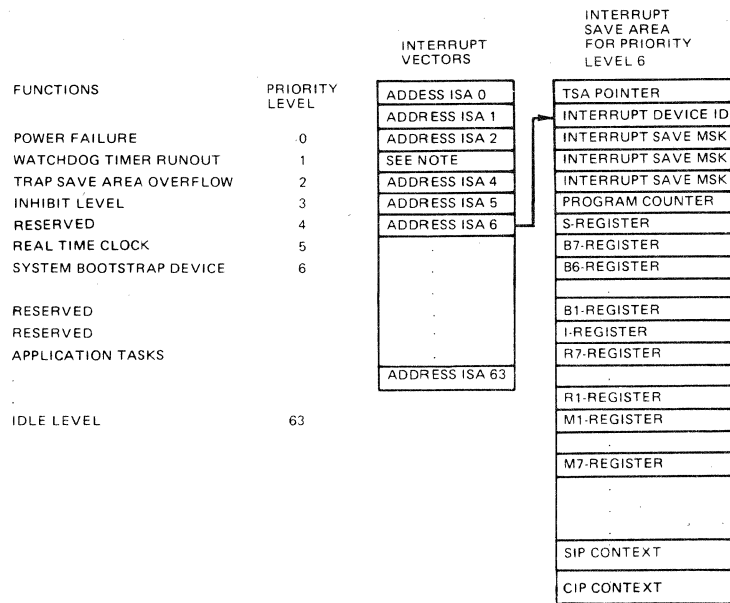 INTERRUPT
SAVE AREA
FOR PRIORITY
LEVEL 6
INTERRUPT
VECTORS
FUNCTIONS
PRIORITY
LEVEL
POWER FAILURE 0
WATCHDOG TIMER RUNOUT 1
TRAP SAVE AREA OVERFLOW 2
INHIBIT LEVEL 3
RESERVED 4
REAL TIME CLOCK 5
SYSTEM BOOTSTRAP DEVICE 6
RESERVED
RESERVED
APPLICATION TASKS
IDLE LEVEL 63
ADDESS ISA 0
ADDRESS ISA 1
ADDRESS ISA 2
SEE NOTE
ADDRESS ISA 4
ADDRESS ISA 5
ADDRESS ISA 6
ADDRESS ISA 63
TSA POINTER
INTERRUPT DEVICE ID
INTERRUPT SAVE MSK
INTERRUPT SAVE MSK
INTERRUPT SAVE MSK
PROGRAM COUNTER
S-REGISTER
B7-REGISTER
B6-REGISTER
B1-REGISTER
I-REGISTER
R7-REGISTER
R1-REGISTER
M1-REGISTER
M7-REGISTER
SIP CONTEXT
CIP CONTEXT